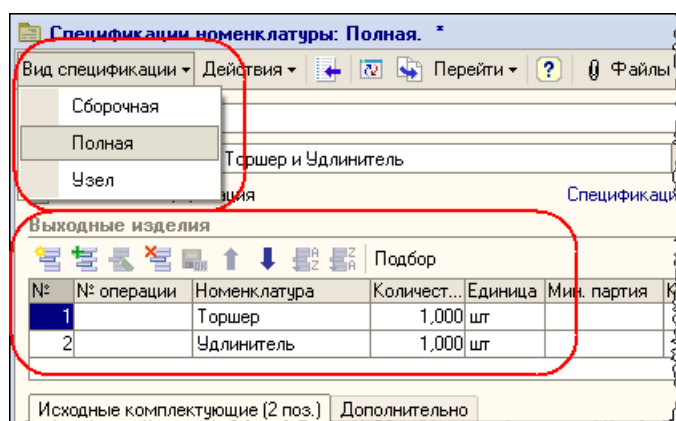 Спецификации номенклатуры: Полная. *
Вид спецификации Действия Перейти ? Файлы
Сборочная
Полная
Узел
Торшер и Удлинитель
Спецификаци
Выходные изделия
Подбор
№ № операции Номенклатура Количест... Единица Мин. партия К
1 Торшер 1,000 шт
2 Удлинитель 1,000 шт
Исходные комплектующие (2 поз.) Дополнительно